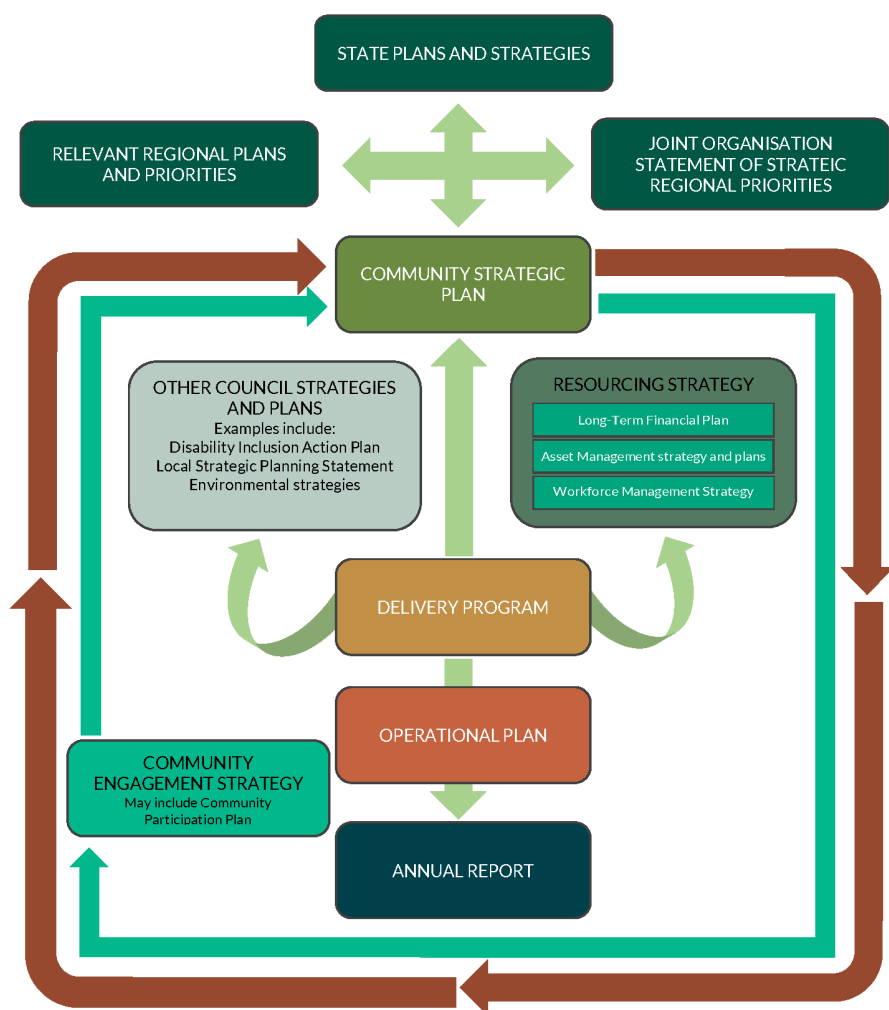 STATE PLANS AND STRATEGIES
RELEVANT REGIONAL PLANS
AND PRIORITIES
JOINT ORGANISATION
STATEMENT OF STRATEIC
REGIONAL PRIORITIES
COMMUNITY STRATEGIC
PLAN
OTHER COUNCIL STRATEGIES
AND PLANS
Examples include:
Disability Inclusion Action Plan
Local Strategic Planning Statement
Environmental strategies
RESOURCING STRATEGY
Long-Term Financial Plan
Asset Management strategy and plans
Workforce Management Strategy
DELIVERY PROGRAM
OPERATIONAL PLAN
COMMUNITY
ENGAGEMENT STRATEGY
May include Community
Participation Plan
ANNUAL REPORT